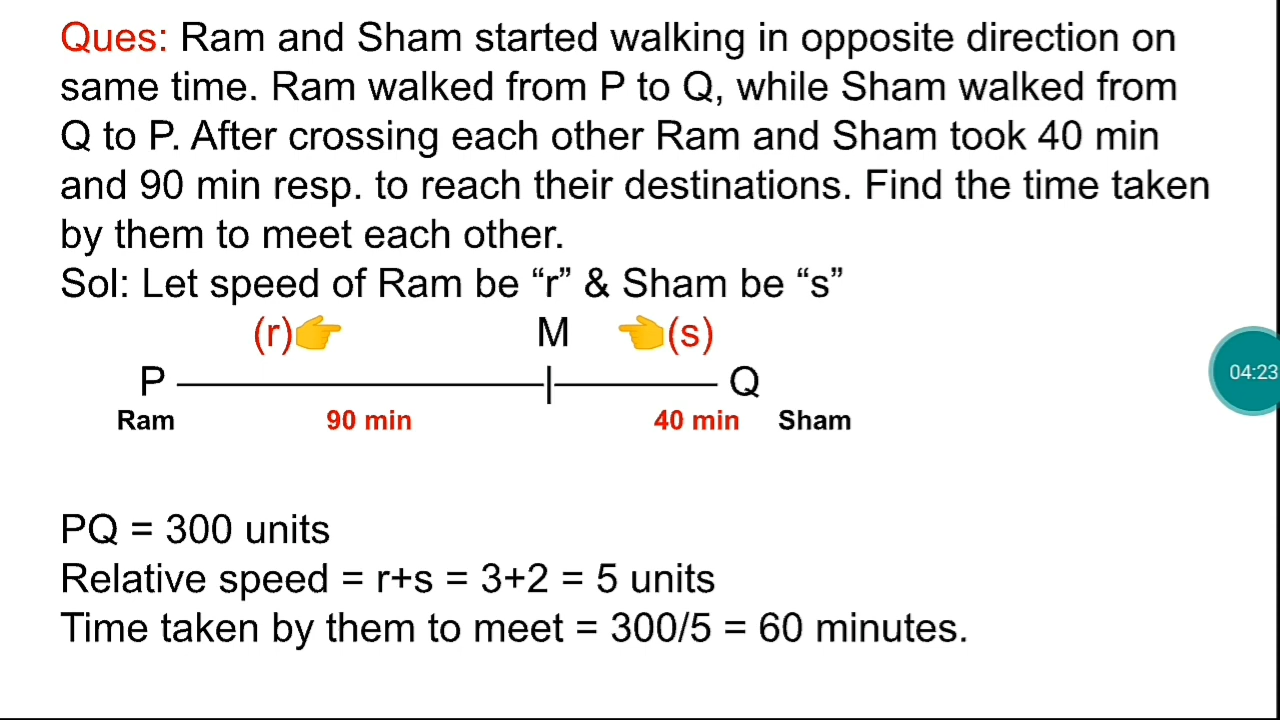 Ques: Ram and Sham started walking in opposite direction on
same time. Ram walked from P to Q, while Sham walked from
Q to P. After crossing each other Ram and Sham took 40 min
and 90 min resp. to reach their destinations. Find the time taken
by them to meet each other.
Sol: Let speed of Ram be “r” & Sham be “s”
(r)👉 M 👈(s)
P Q
Ram 90 min 40 min Sham
04:23
PQ = 300 units
Relative speed = r+s = 3+2 = 5 units
Time taken by them to meet = 300/5 = 60 minutes.